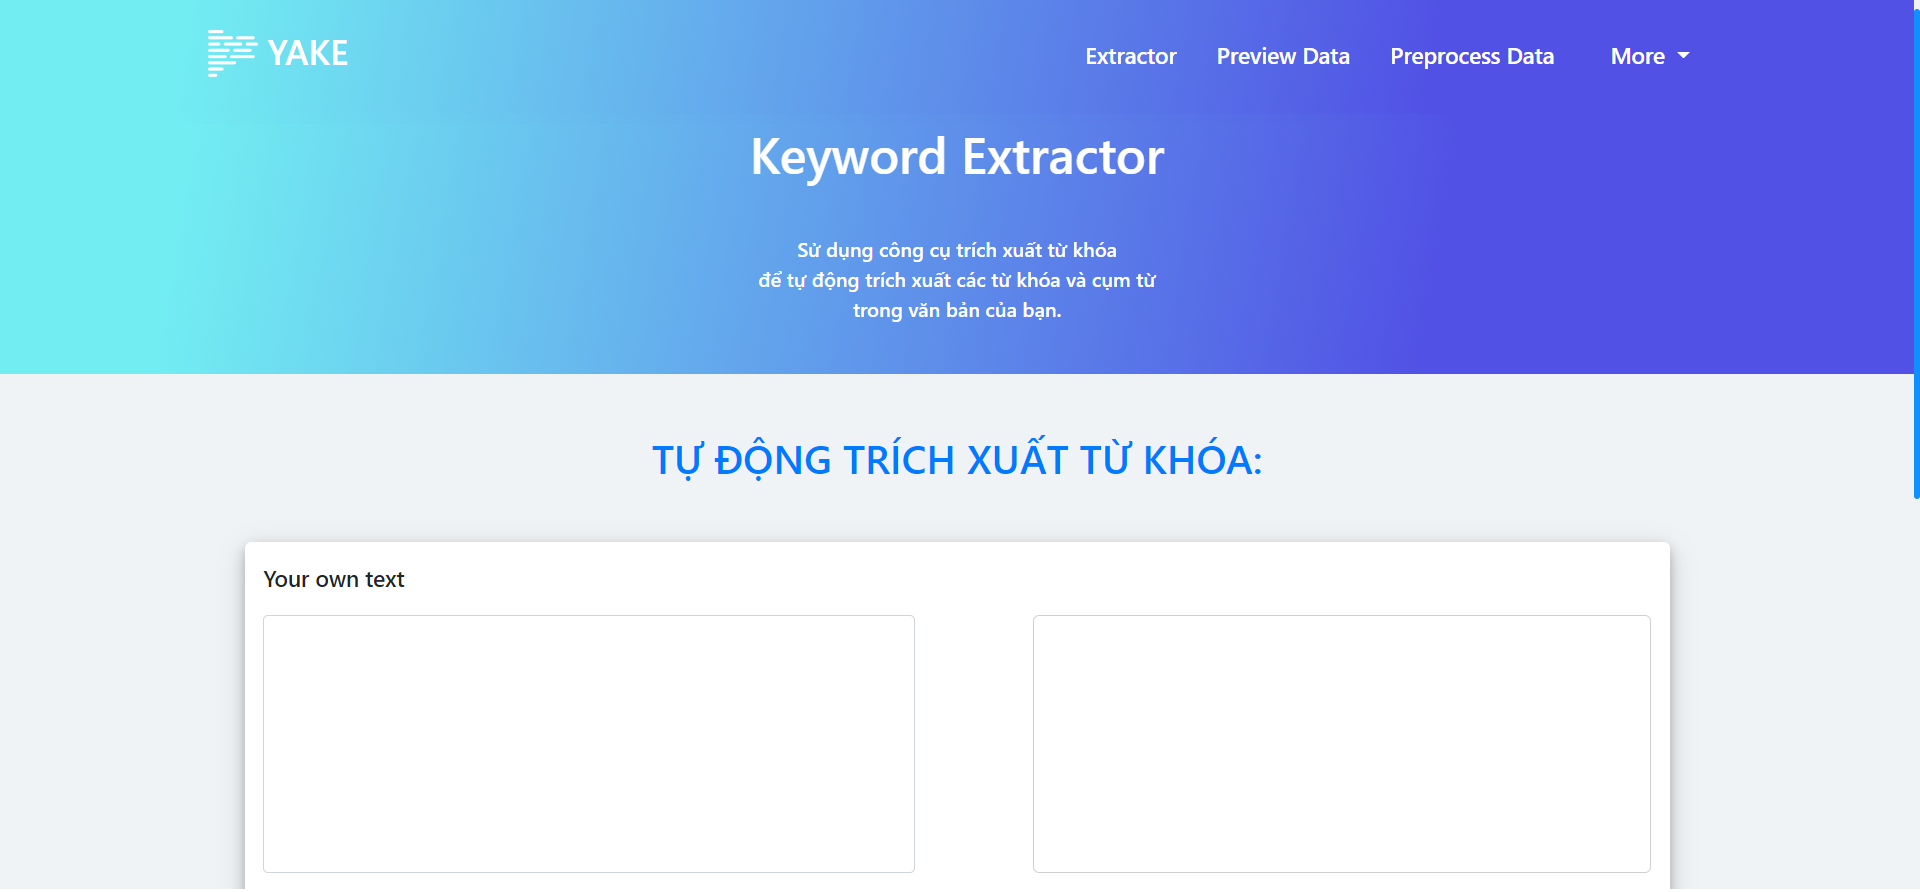 YAKE
Extractor
Preview Data
Preprocess Data
More
Keyword Extractor
Sử dụng công cụ trích xuất từ khóa
để tự động trích xuất các từ khóa và cụm từ
trong văn bản của bạn.
TỰ ĐỘNG TRÍCH XUẤT TỪ KHÓA:
Your own text